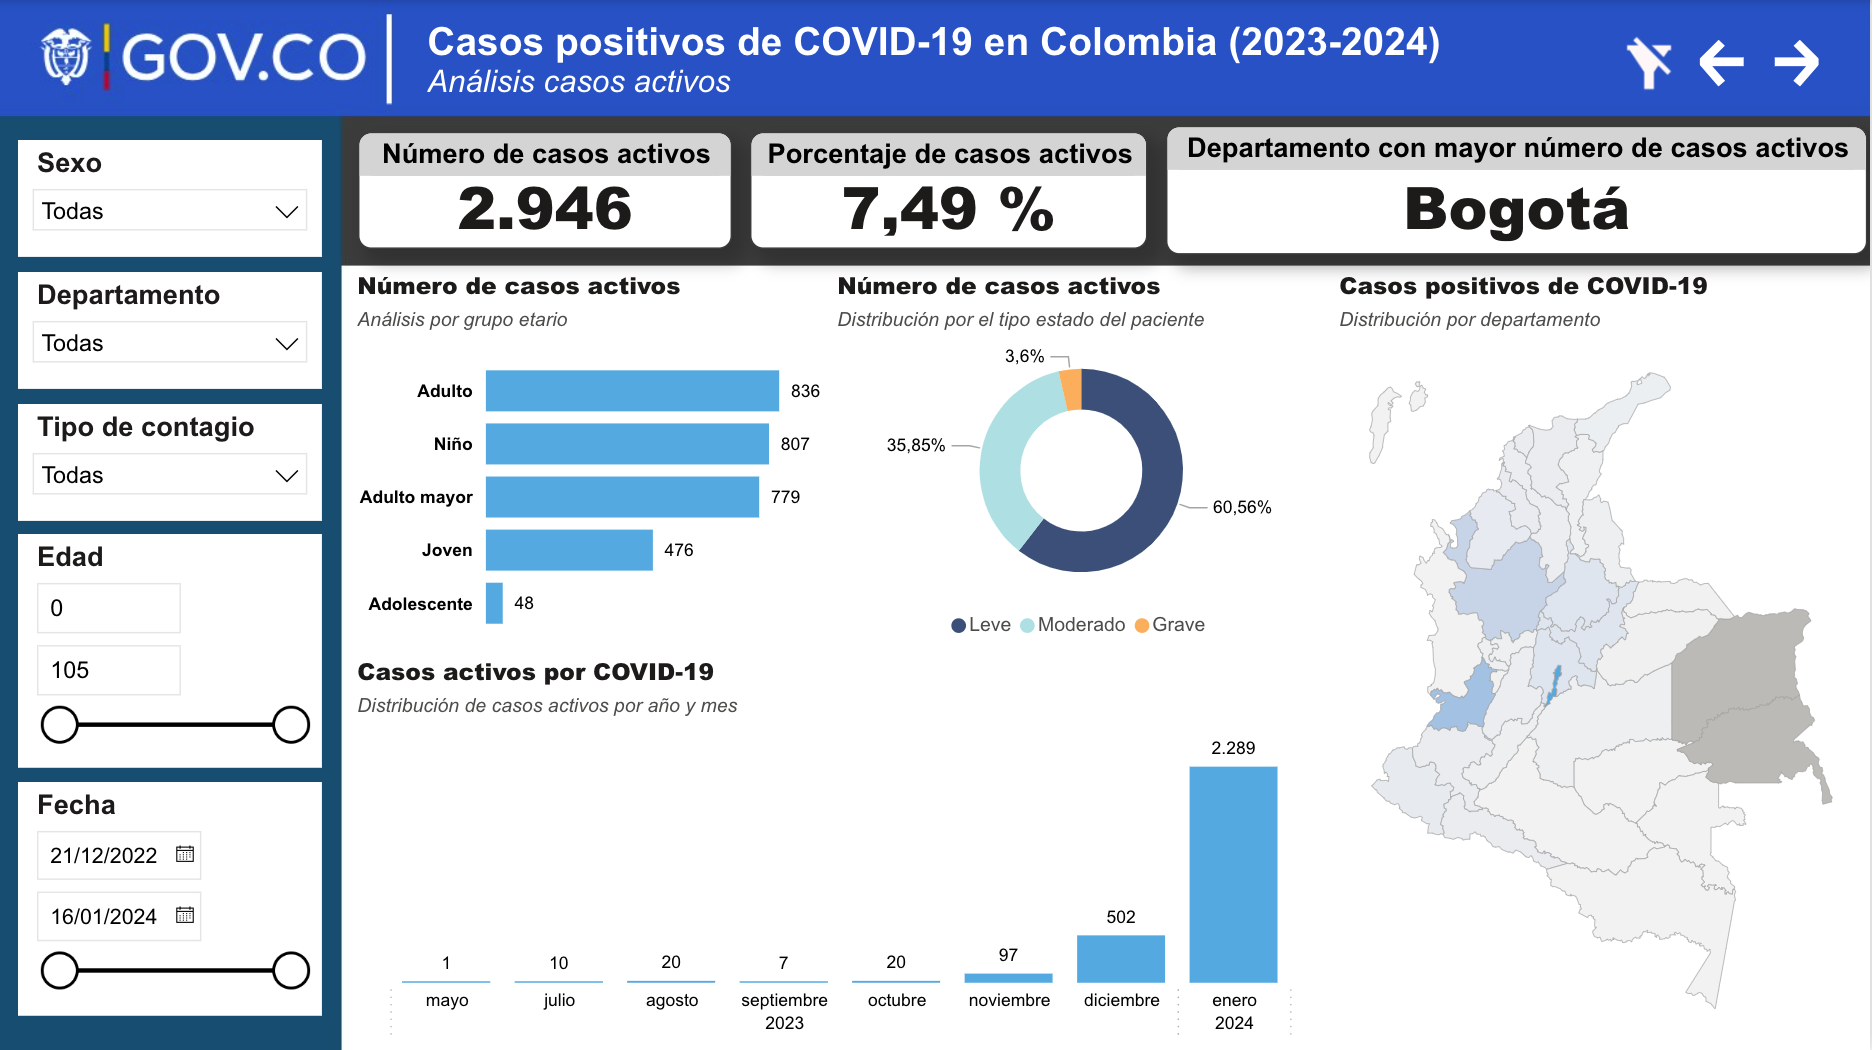 GOV.CO
Casos positivos de COVID-19 en Colombia (2023-2024)
Análisis casos activos
Sexo
Todas
Departamento
Todas
Tipo de contagio
Todas
Edad
0
105
Fecha
21/12/2022
16/01/2024
Número de casos activos
2.946
Porcentaje de casos activos
7,49 %
Departamento con mayor número de casos activos
Bogotá
Número de casos activos
Análisis por grupo etario
Adulto 836
Niño 807
Adulto mayor 779
Joven 476
Adolescente 48
Número de casos activos
Distribución por el tipo estado del paciente
3,6%
35,85%
60,56%
Leve Moderado Grave
Casos positivos de COVID-19
Distribución por departamento
Casos activos por COVID-19
Distribución de casos activos por año y mes
1 10 20 7 20 97 502 2.289
mayo julio agosto septiembre octubre noviembre diciembre enero
2023 2024